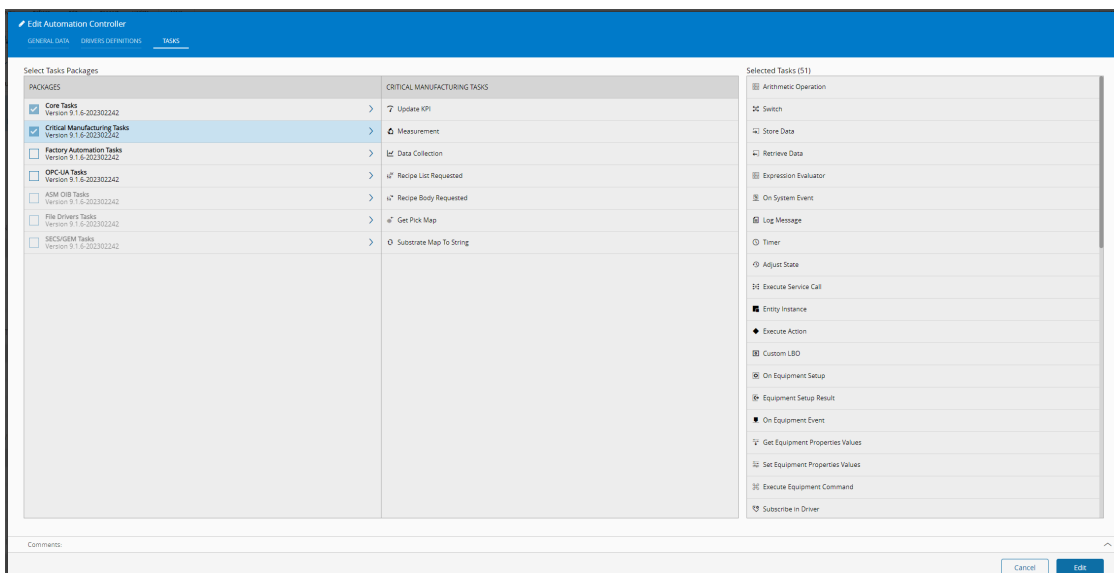 Edit Automation Controller
GENERAL DATA DRIVERS DEFINITIONS TASKS
Select Tasks Packages
PACKAGES
Core Tasks
Version 9.1.6-202302242
Critical Manufacturing Tasks
Version 9.1.6-202302242
Factory Automation Tasks
Version 9.1.6-202302242
OPC-UA Tasks
Version 9.1.6-202302242
ASM OIB Tasks
Version 9.1.6-202302242
File Drivers Tasks
Version 9.1.6-202302242
SECS/GEM Tasks
Version 9.1.6-202302242
CRITICAL MANUFACTURING TASKS
Update KPI
Measurement
Data Collection
Recipe List Requested
Recipe Body Requested
Get Pick Map
Substrate Map To String
Selected Tasks (51)
Arithmetic Operation
Switch
Store Data
Retrieve Data
Expression Evaluator
On System Event
Log Message
Timer
Adjust State
Execute Service Call
Entity Instance
Execute Action
Custom LBO
On Equipment Setup
Equipment Setup Result
On Equipment Event
Get Equipment Properties Values
Set Equipment Properties Values
Execute Equipment Command
Subscribe in Driver
Comments:
Cancel Edit